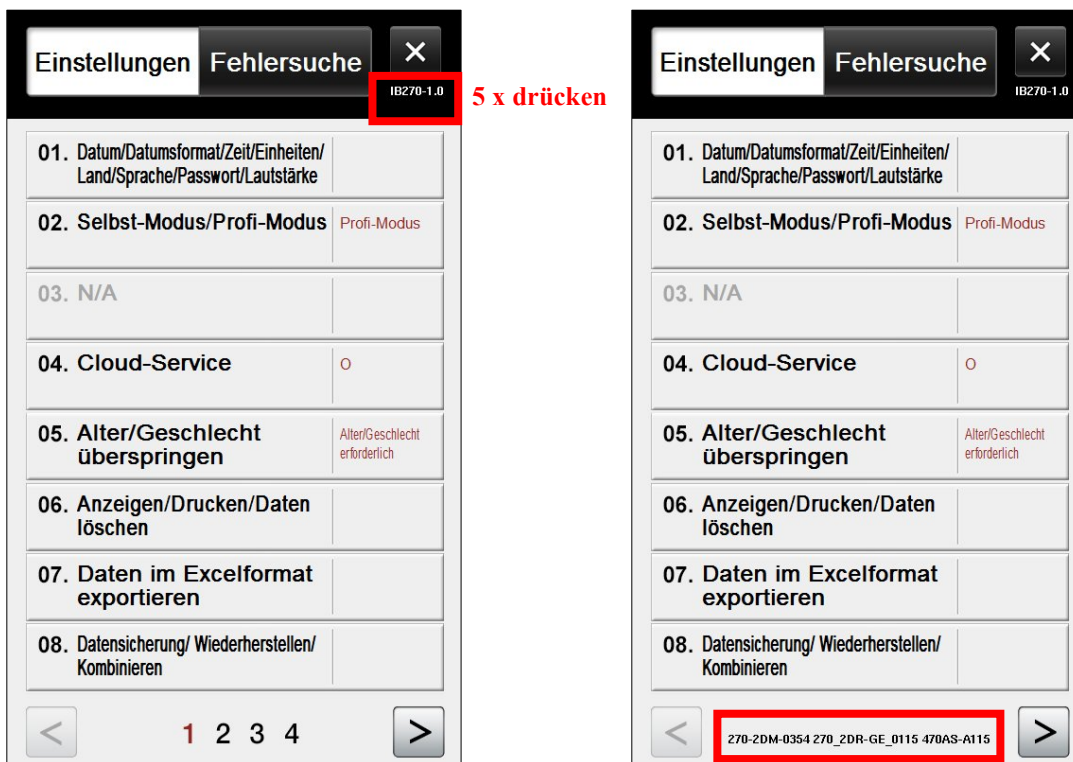 Einstellungen Fehlersuche ×
IB270-1.0
5 x drücken
01. Datum/Datumsformat/Zeit/Einheiten/
Land/Sprache/Passwort/Lautstärke
02. Selbst-Modus/Profi-Modus Profi-Modus
03. N/A
04. Cloud-Service O
05. Alter/Geschlecht
überspringen
Alter/Geschlecht
erforderlich
06. Anzeigen/Drucken/Daten
löschen
07. Daten im Excelformat
exportieren
08. Datensicherung/ Wiederherstellen/
Kombinieren
< 1 2 3 4 >
Einstellungen Fehlersuche ×
IB270-1.0
01. Datum/Datumsformat/Zeit/Einheiten/
Land/Sprache/Passwort/Lautstärke
02. Selbst-Modus/Profi-Modus Profi-Modus
03. N/A
04. Cloud-Service O
05. Alter/Geschlecht
überspringen
Alter/Geschlecht
erforderlich
06. Anzeigen/Drucken/Daten
löschen
07. Daten im Excelformat
exportieren
08. Datensicherung/ Wiederherstellen/
Kombinieren
< 270-2DM-0354 270_2DR-GE_0115 470AS-A115 >